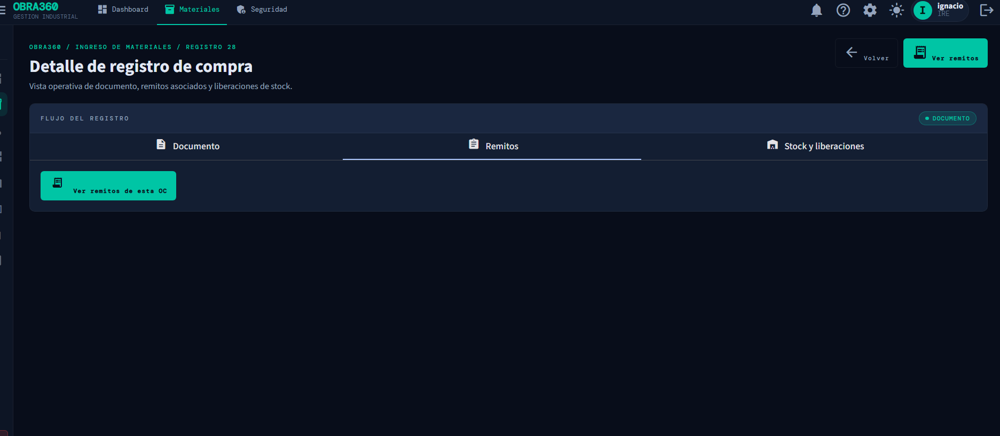 OBRA360
GESTION INDUSTRIAL
Dashboard
Materiales
Seguridad
I
ignacio
IRE
OBRA360 / INGRESO DE MATERIALES / REGISTRO 28
Detalle de registro de compra
Vista operativa de documento, remitos asociados y liberaciones de stock.
Volver
Ver remitos
FLUJO DEL REGISTRO
DOCUMENTO
Documento
Remitos
Stock y liberaciones
Ver remitos de esta OC